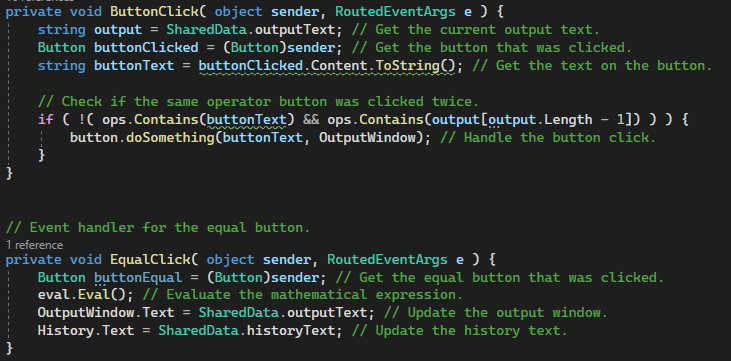 private void ButtonClick( object sender, RoutedEventArgs e ) {
string output = SharedData.outputText; // Get the current output text.
Button buttonClicked = (Button)sender; // Get the button that was clicked.
string buttonText = buttonClicked.Content.ToString(); // Get the text on the button.
// Check if the same operator button was clicked twice.
if ( !( ops.Contains(buttonText) && ops.Contains(output[output.Length - 1]) ) ) {
button.doSomething(buttonText, OutputWindow); // Handle the button click.
}
}
// Event handler for the equal button.
1 reference
private void EqualClick( object sender, RoutedEventArgs e ) {
Button buttonEqual = (Button)sender; // Get the equal button that was clicked.
eval.Eval(); // Evaluate the mathematical expression.
OutputWindow.Text = SharedData.outputText; // Update the output window.
History.Text = SharedData.historyText; // Update the history text.
}